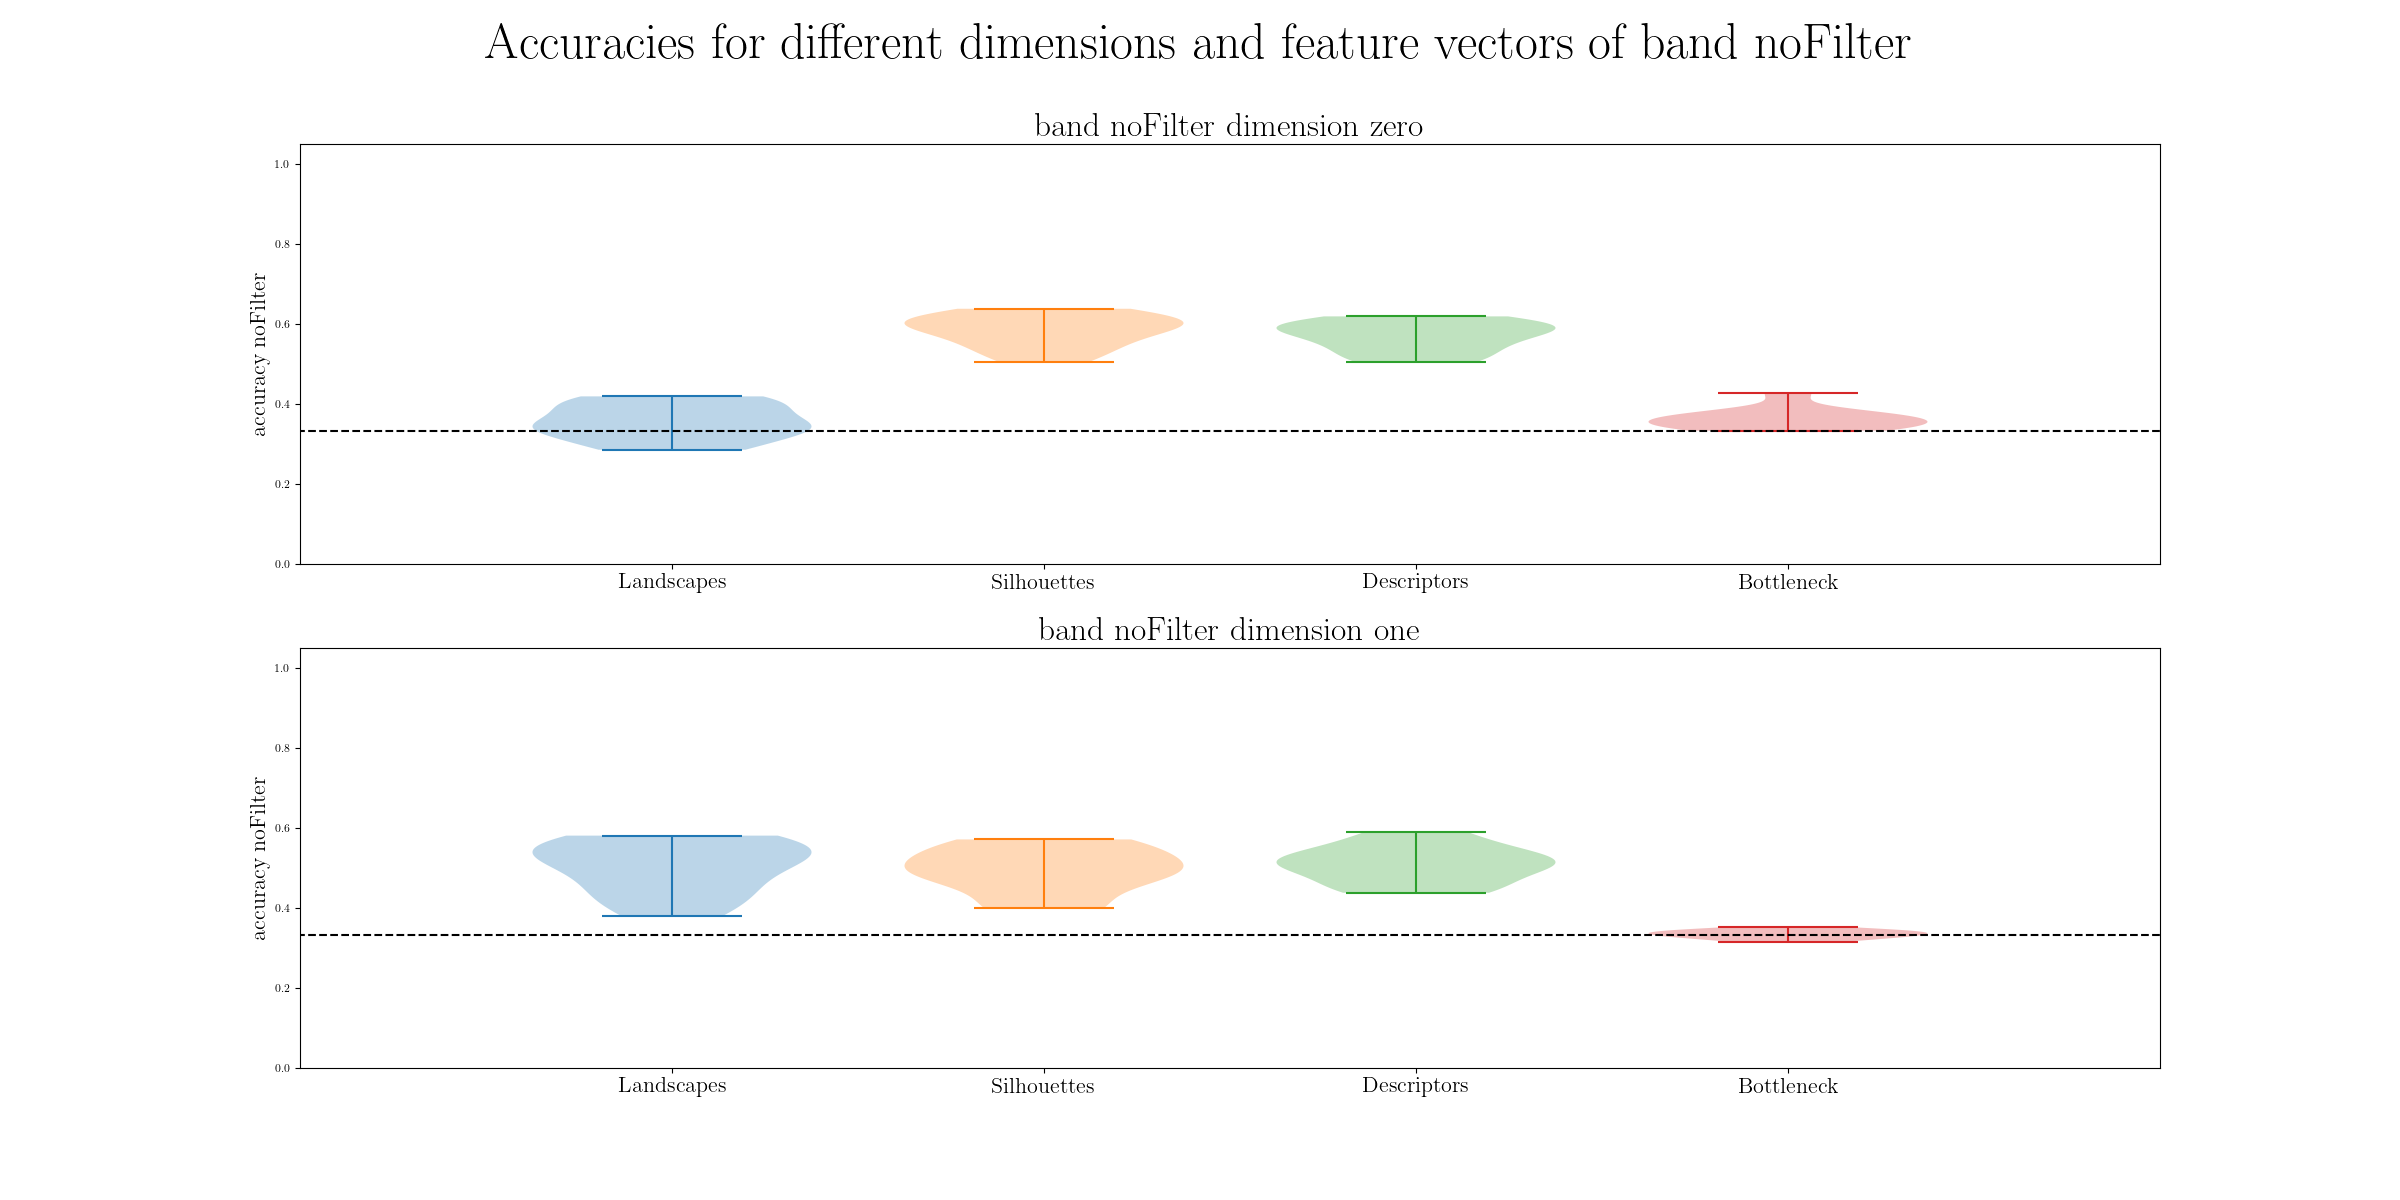 Accuracies for different dimensions and feature vectors of band noFilter
band noFilter dimension zero
1.0
0.8
0.6
0.4
0.2
0.0
accuracy noFilter
Landscapes Silhouettes Descriptors Bottleneck
band noFilter dimension one
1.0
0.8
0.6
0.4
0.2
0.0
accuracy noFilter
Landscapes Silhouettes Descriptors Bottleneck